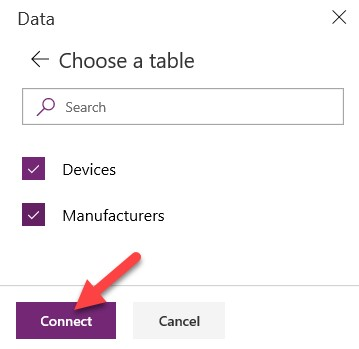 Data
Choose a table
Search
Devices
Manufacturers
Connect
Cancel